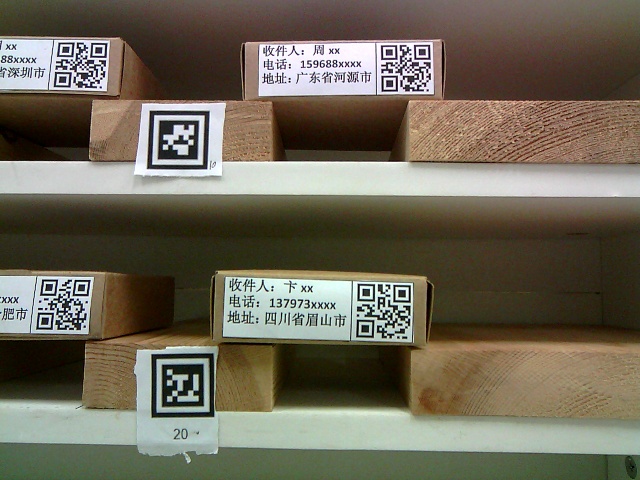 xx
88xxxx
省深圳市
收件人：周 xx
电话：159688xxxx
地址：广东省河源市
10
xxxx
肥市
收件人：卞 xx
电话：137973xxxx
地址：四川省眉山市
20